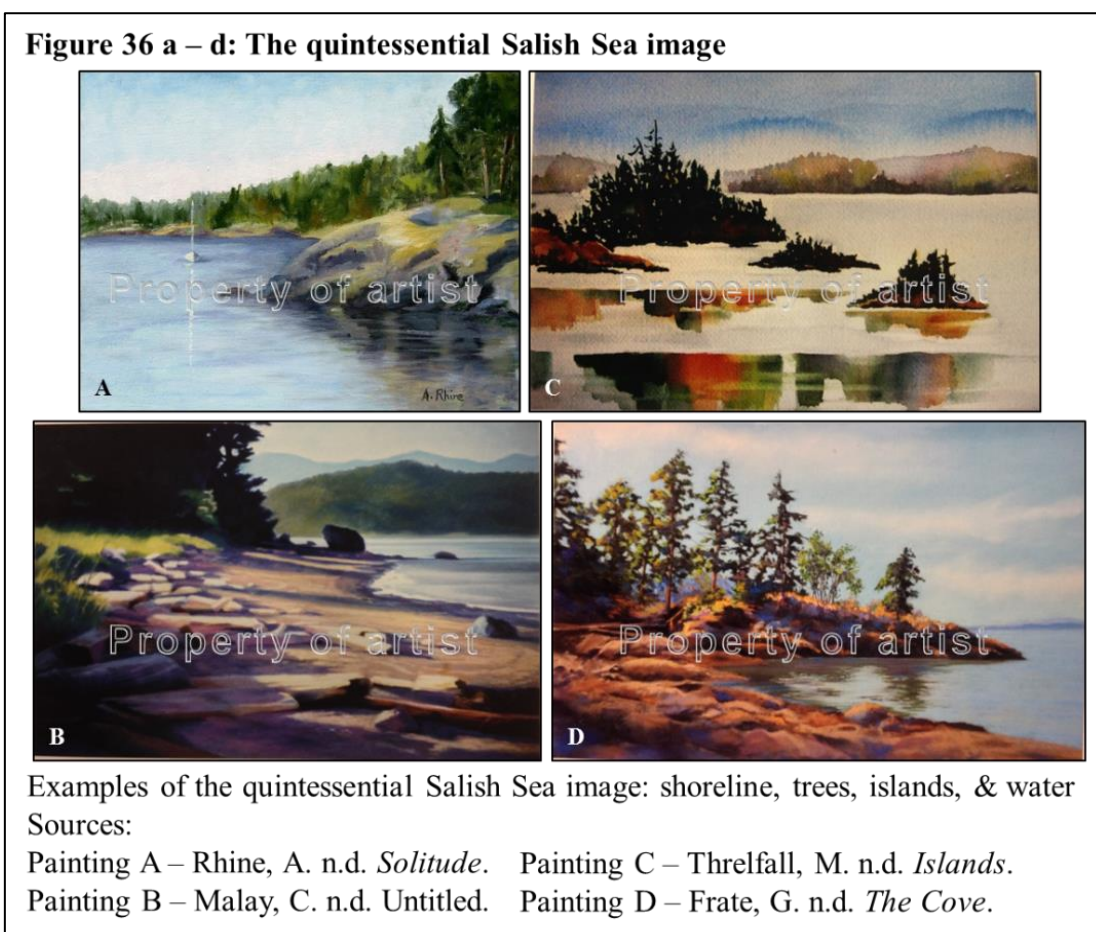 Figure 36 a – d: The quintessential Salish Sea image
Property of artist
A
A. Rhine
Property of artist
C
Property of artist
B
Property of artist
D
Examples of the quintessential Salish Sea image: shoreline, trees, islands, & water
Sources:
Painting A – Rhine, A. n.d. Solitude. Painting C – Threlfall, M. n.d. Islands.
Painting B – Malay, C. n.d. Untitled. Painting D – Frate, G. n.d. The Cove.